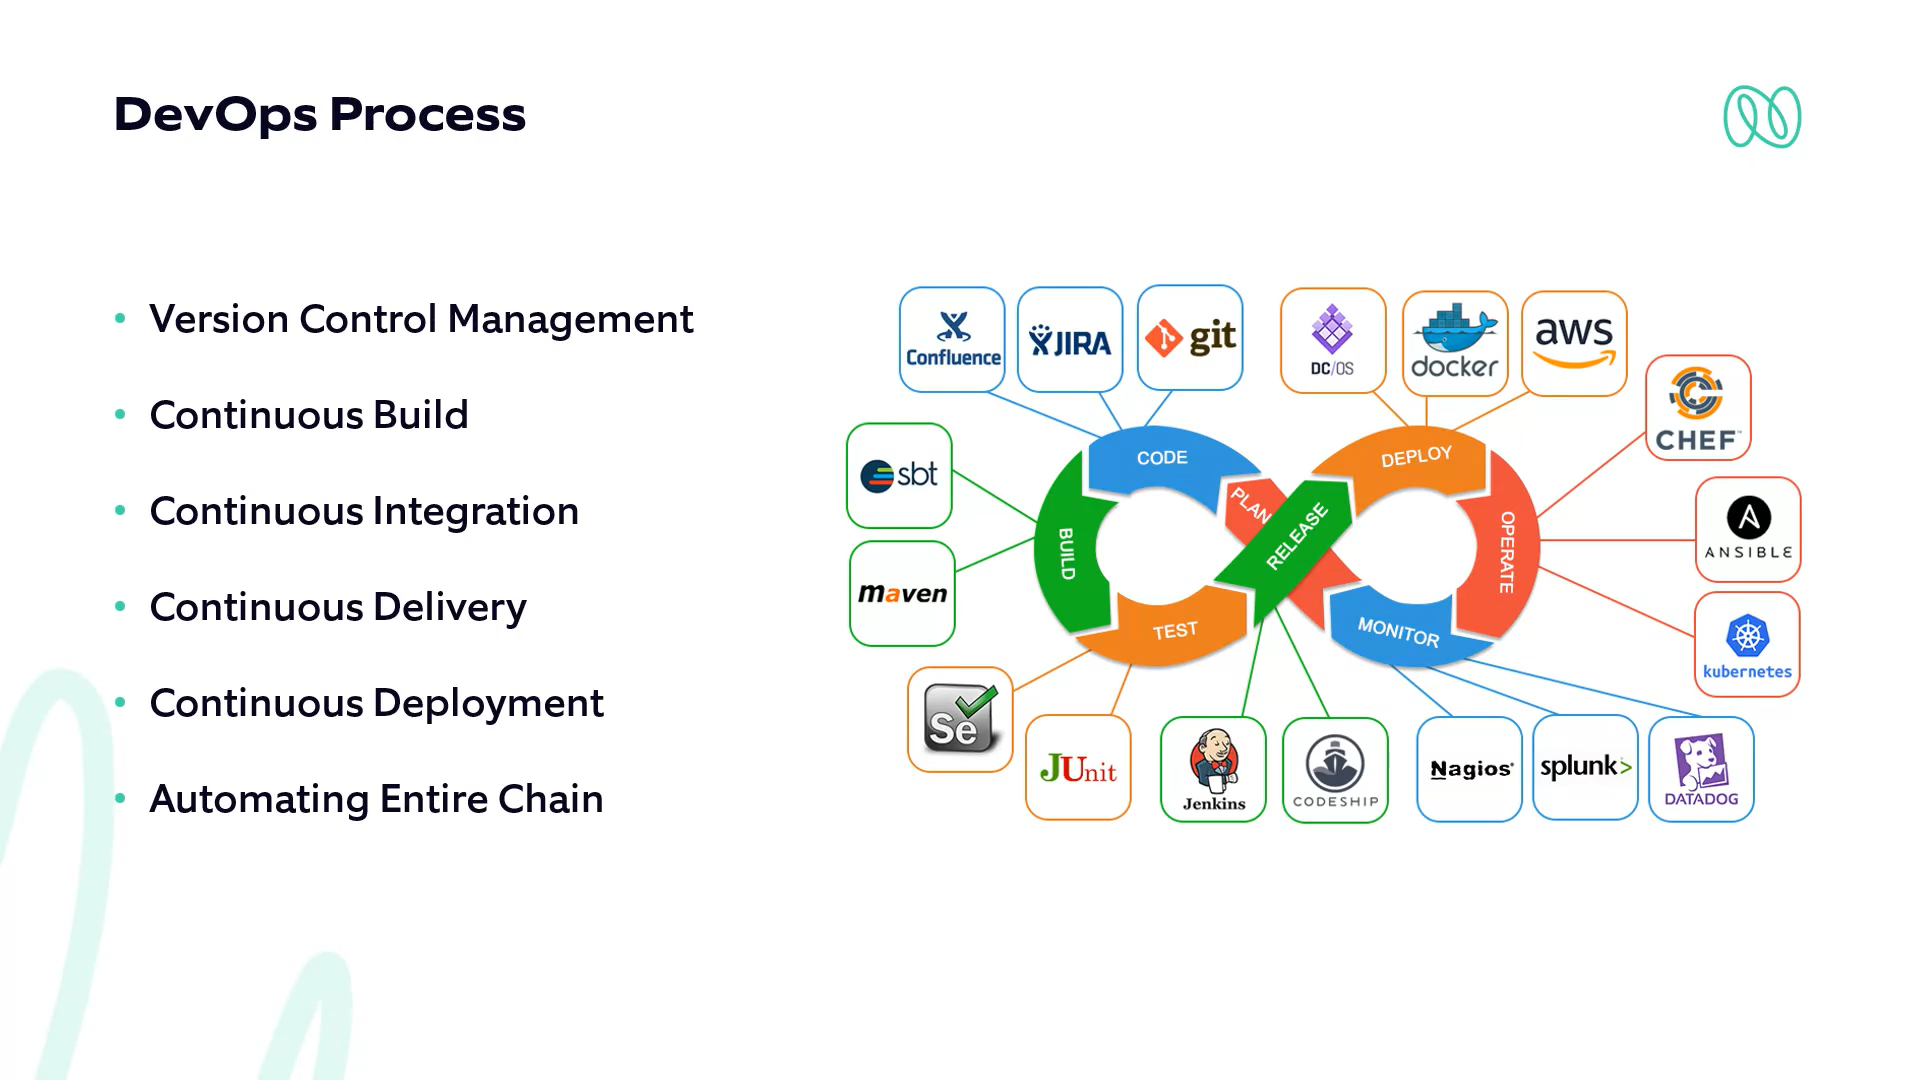 DevOps Process
• Version Control Management
• Continuous Build
• Continuous Integration
• Continuous Delivery
• Continuous Deployment
• Automating Entire Chain
Confluence
JIRA
git
DC/OS
docker
aws
CHEF™
sbt
maven
ANSIBLE
kubernetes
CODE
PLAN
BUILD
TEST
RELEASE
DEPLOY
OPERATE
MONITOR
Se
JUnit
Jenkins
CODESHIP
Nagios®
splunk>
DATADOG